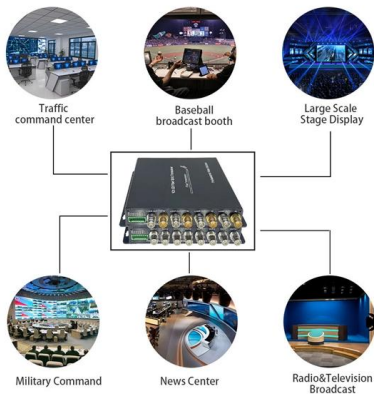 Traffic
command center
Baseball
broadcast booth
Large Scale
Stage Display
Military Command
News Center
Radio&Television
Broadcast